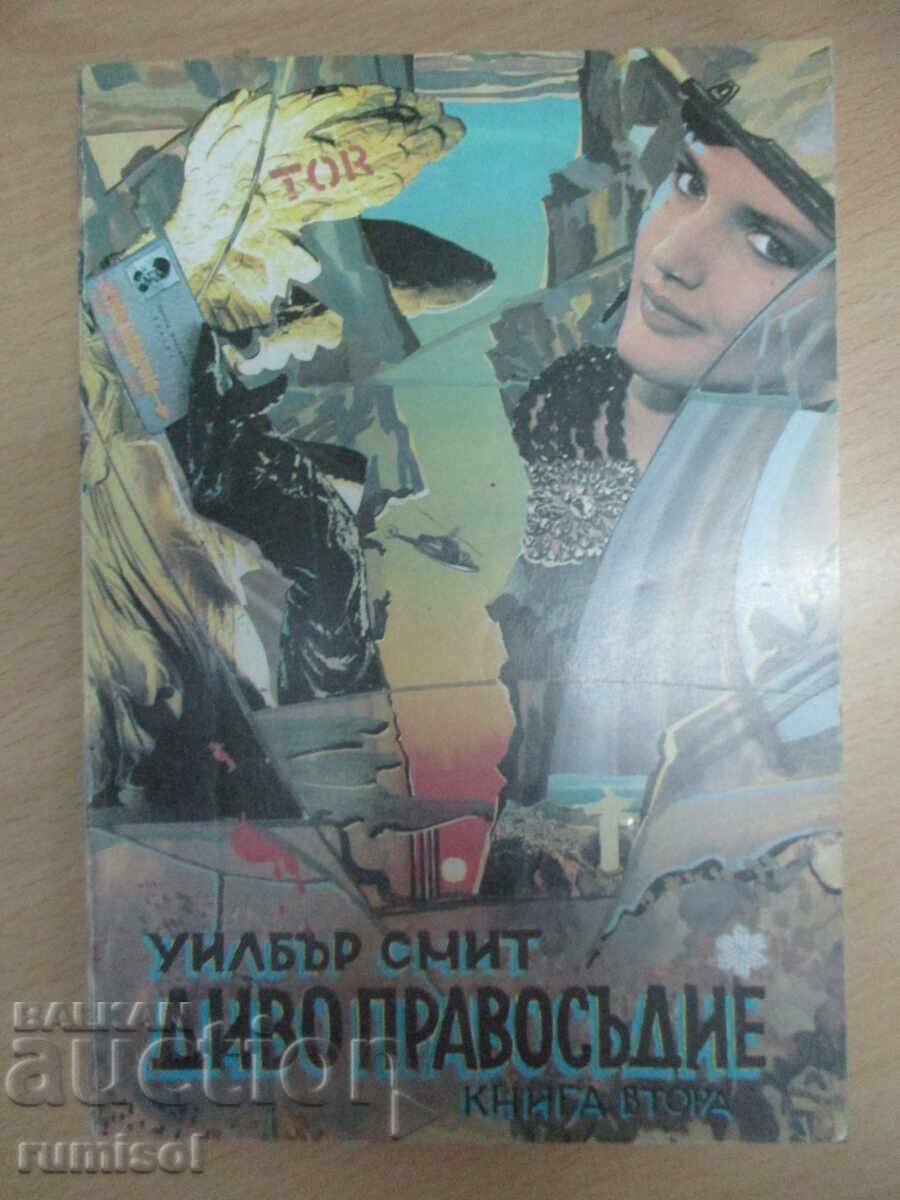 TOR
УИЛБЪР СМИТ
ДИВО ПРАВОСЪДИЕ
КНИГА ВТОРА
BALKAN
auction
rumisol